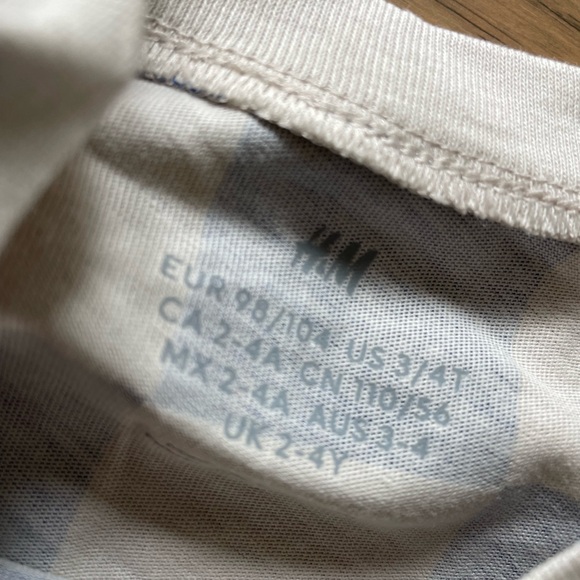 H&M
EUR 98/104 US 3/4T
CA 2-4A CN 110/56
MX 2-4A AUS 3-4
UK 2-4Y